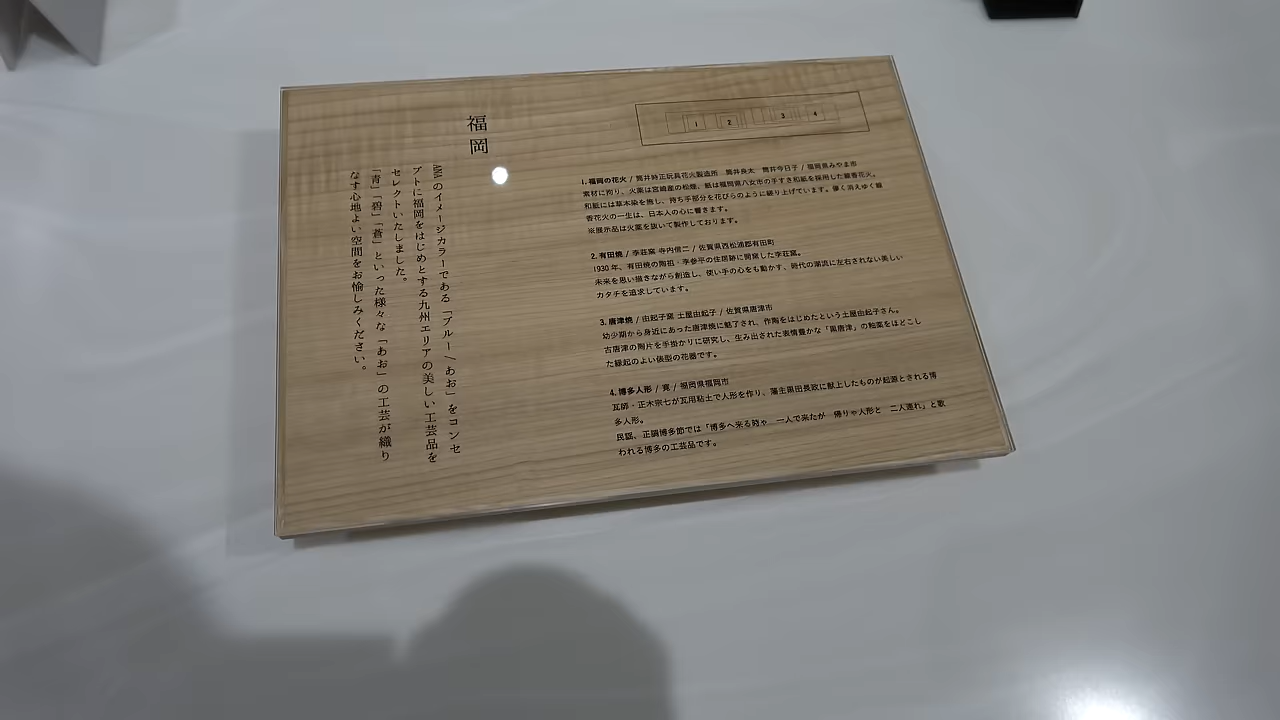 福岡
ANAのイメージカラーである「ブルー/あお」をコンセ
プトに福岡をはじめとする九州エリアの美しい工芸品を
セレクトいたしました。
「青」「碧」「蒼」といった様々な「あお」の工芸が織り
なす心地よい空間をお愉しみください。
1 2 3 4
1. 福岡の花火 / 筒井時正玩具花火製造所 筒井良太 筒井今日子 / 福岡県みやま市
素材に拘り、火薬は宮崎産の松煙、紙は福岡県八女市の手すき和紙を採用した線香花火。
和紙には草木染を施し、持ち手部分を花びらのように縒り上げています。儚く消えゆく線
香花火の一生は、日本人の心に響きます。
※展示品は火薬を抜いて製作しております。
2. 有田焼 / 李荘窯 寺内信二 / 佐賀県西松浦郡有田町
1930年、有田焼の陶祖・李参平の住居跡に開窯した李荘窯。
未来を思い描きながら創造し、使い手の心をも動かす、時代の潮流に左右されない美しい
カタチを追求しています。
3. 唐津焼 / 由起子窯 土屋由起子 / 佐賀県唐津市
幼少期から身近にあった唐津焼に魅了され、作陶をはじめたという土屋由起子さん。
古唐津の陶片を手掛かりに研究し、生み出された表情豊かな「黒唐津」の釉薬をほどこし
た縁起のよい俵型の花器です。
4. 博多人形 / 寛 / 福岡県福岡市
瓦師・正木宗七が瓦用粘土で人形を作り、藩主黒田長政に献上したものが起源とされる博
多人形。
民謡、正調博多節では「博多へ来る時ゃ 一人で来たが 帰りゃ人形と 二人連れ」と歌
われる博多の工芸品です。